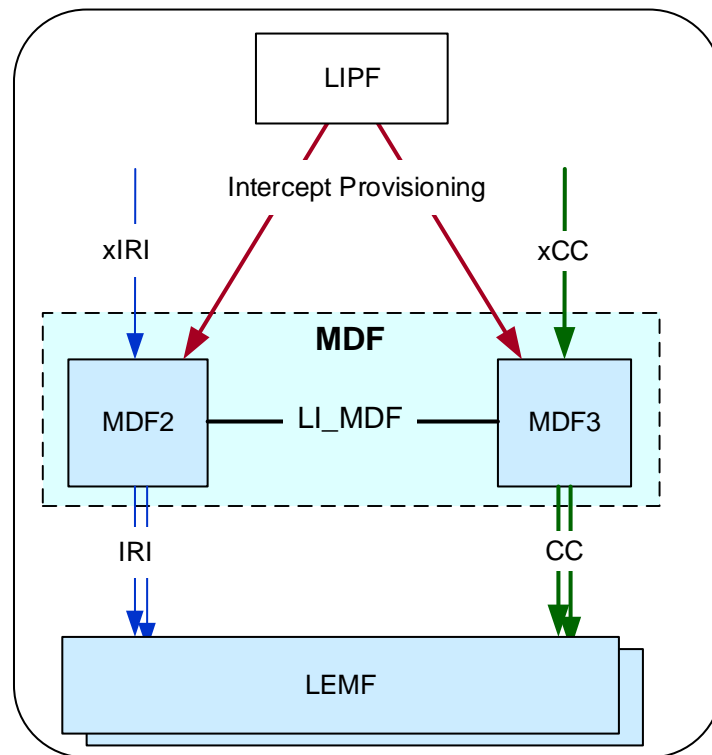 LIPF
Intercept Provisioning
xIRI
xCC
MDF
MDF2
LI_MDF
MDF3
IRI
CC
LEMF